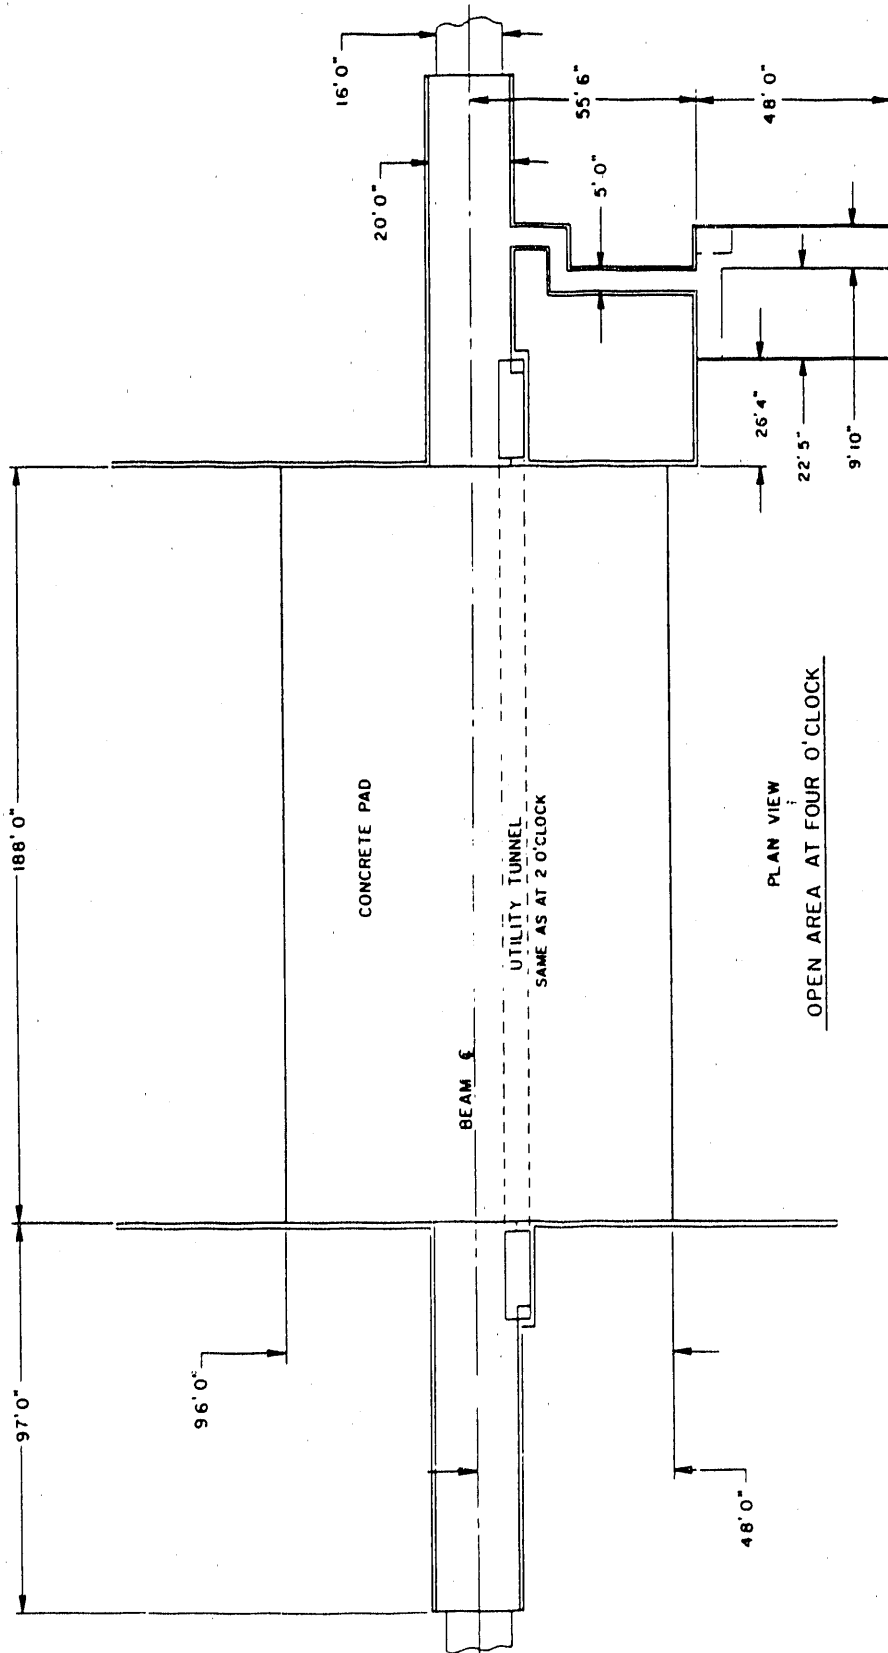 188' 0"
97' 0"
96' 0"
48' 0"
16' 0"
20' 0"
55' 6"
48' 0"
5' 0"
26' 4"
22' 5"
9' 10"
CONCRETE PAD
BEAM ℄
UTILITY TUNNEL
SAME AS AT 2 O'CLOCK
PLAN VIEW
OPEN AREA AT FOUR O'CLOCK